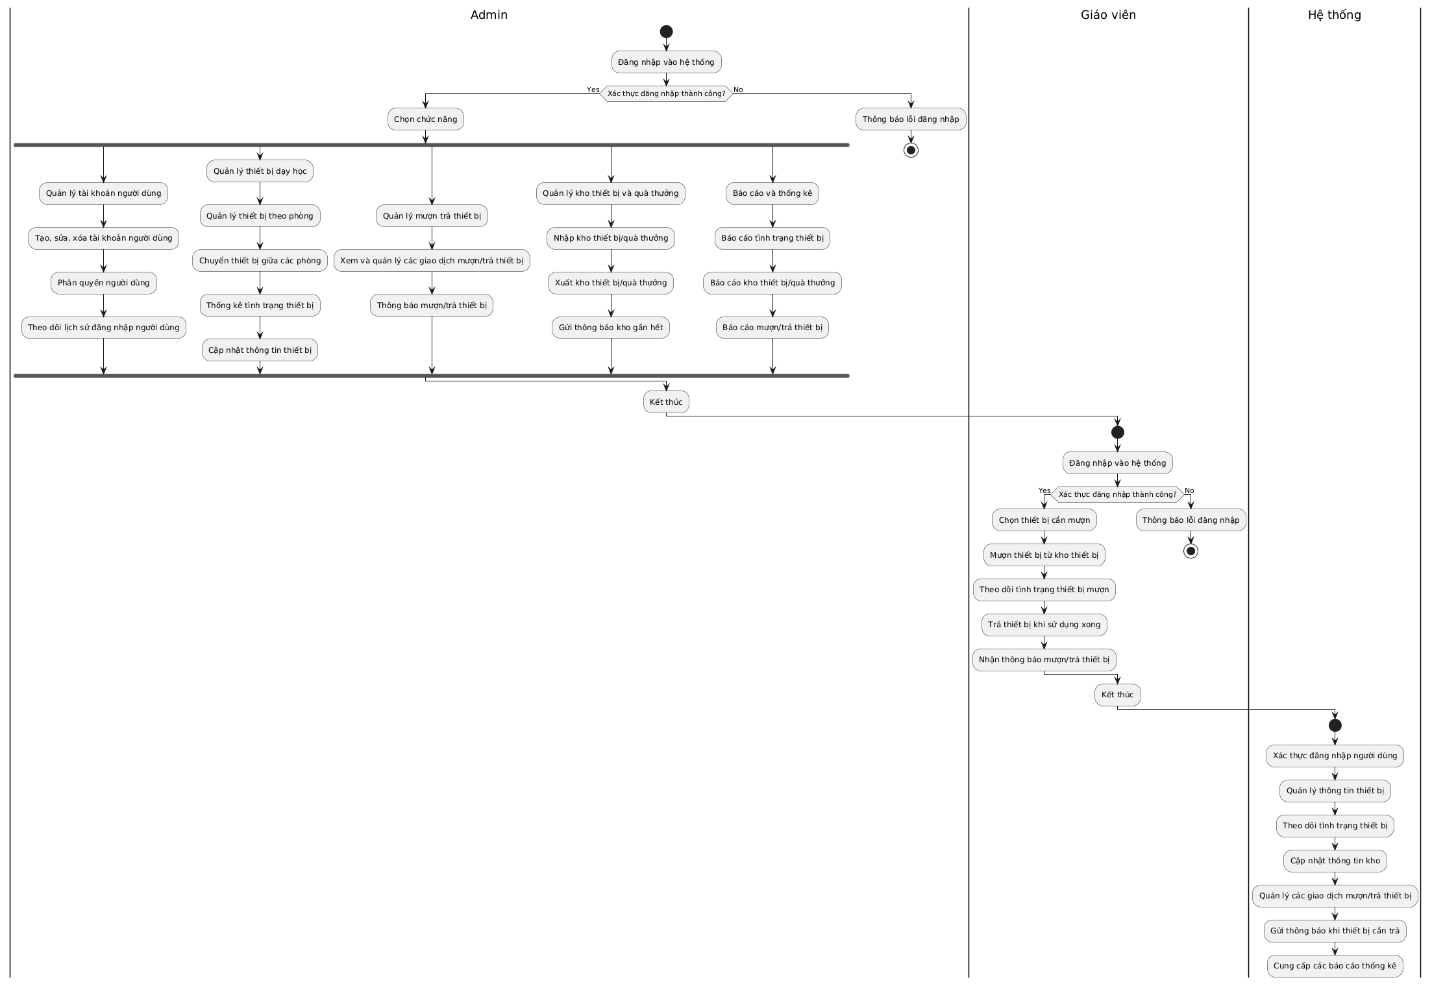 Admin
Giáo viên
Hệ thống
Đăng nhập vào hệ thống
Xác thực đăng nhập thành công?
Yes
No
Chọn chức năng
Thông báo lỗi đăng nhập
Quản lý tài khoản người dùng
Tạo, sửa, xóa tài khoản người dùng
Phân quyền người dùng
Theo dõi lịch sử đăng nhập người dùng
Quản lý thiết bị dạy học
Quản lý thiết bị theo phòng
Chuyển thiết bị giữa các phòng
Thống kê tình trạng thiết bị
Cập nhật thông tin thiết bị
Quản lý mượn trả thiết bị
Xem và quản lý các giao dịch mượn/trả thiết bị
Thông báo mượn/trả thiết bị
Quản lý kho thiết bị và quà thưởng
Nhập kho thiết bị/quà thưởng
Xuất kho thiết bị/quà thưởng
Gửi thông báo kho gần hết
Báo cáo và thống kê
Báo cáo tình trạng thiết bị
Báo cáo kho thiết bị/quà thưởng
Báo cáo mượn/trả thiết bị
Kết thúc
Đăng nhập vào hệ thống
Xác thực đăng nhập thành công?
Yes
No
Chọn thiết bị cần mượn
Thông báo lỗi đăng nhập
Mượn thiết bị từ kho thiết bị
Theo dõi tình trạng thiết bị mượn
Trả thiết bị khi sử dụng xong
Nhận thông báo mượn/trả thiết bị
Kết thúc
Xác thực đăng nhập người dùng
Quản lý thông tin thiết bị
Theo dõi tình trạng thiết bị
Cập nhật thông tin kho
Quản lý các giao dịch mượn/trả thiết bị
Gửi thông báo khi thiết bị cần trả
Cung cấp các báo cáo thống kê